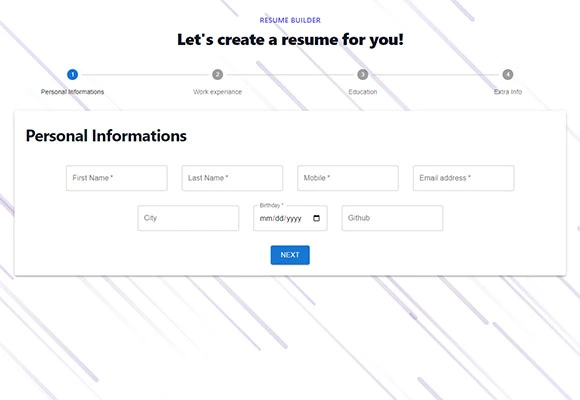 RESUME BUILDER
Let's create a resume for you!
1 2 3 4
Personal Informations Work experiance Education Extra Info
Personal Informations
First Name * Last Name * Mobile * Email address *
Birthday *
City mm/dd/yyyy Github
NEXT